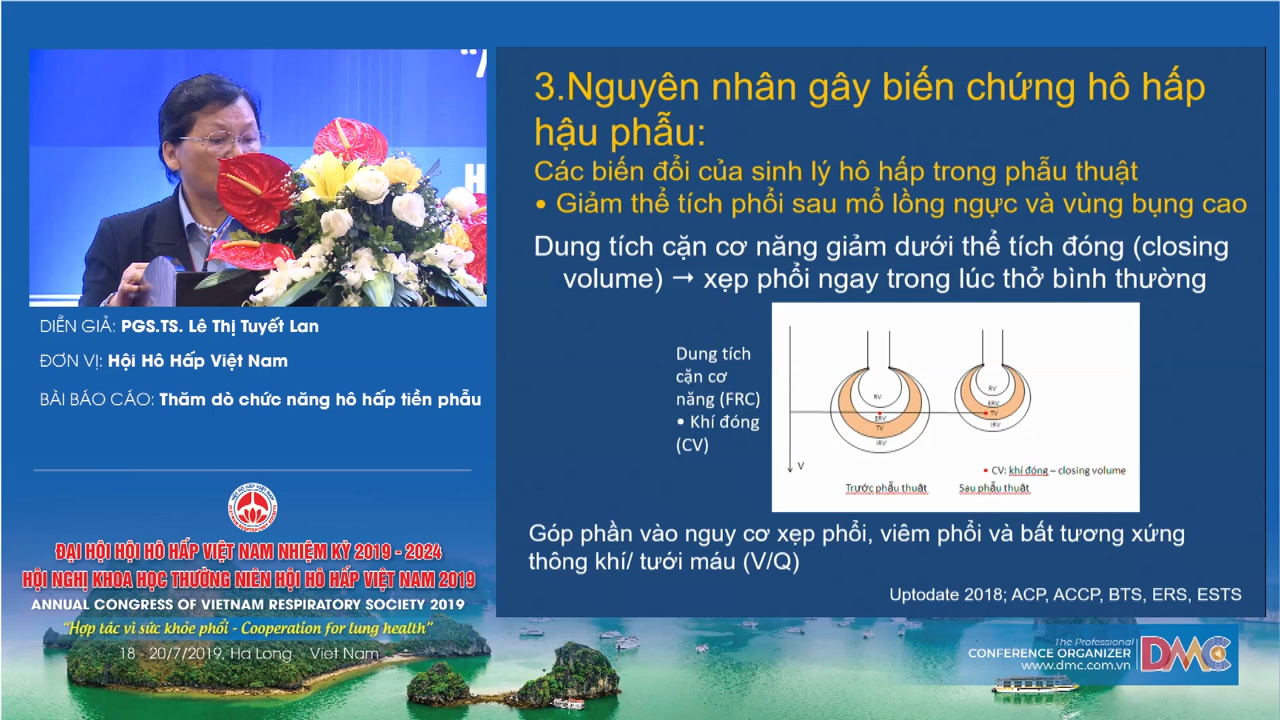 3.Nguyên nhân gây biến chứng hô hấp
hậu phẫu:
Các biến đổi của sinh lý hô hấp trong phẫu thuật
• Giảm thể tích phổi sau mổ lồng ngực và vùng bụng cao
Dung tích cặn cơ năng giảm dưới thể tích đóng (closing
volume) → xẹp phổi ngay trong lúc thở bình thường
Dung tích
cặn cơ
năng (FRC)
• Khí đóng
(CV)
RV
ERV
TV
IRV
RV
ERV
TV
IRV
V
• CV: khí đóng – closing volume
Trước phẫu thuật
Sau phẫu thuật
Góp phần vào nguy cơ xẹp phổi, viêm phổi và bất tương xứng
thông khí/ tưới máu (V/Q)
Uptodate 2018; ACP, ACCP, BTS, ERS, ESTS
DIỄN GIẢ: PGS.TS. Lê Thị Tuyết Lan
ĐƠN VỊ: Hội Hô Hấp Việt Nam
BÀI BÁO CÁO: Thăm dò chức năng hô hấp tiền phẫu
ĐẠI HỘI HỘI HÔ HẤP VIỆT NAM NHIỆM KỲ 2019 - 2024
HỘI NGHỊ KHOA HỌC THƯỜNG NIÊN HỘI HÔ HẤP VIỆT NAM 2019
ANNUAL CONGRESS OF VIETNAM RESPIRATORY SOCIETY 2019
"Hợp tác vì sức khỏe phổi - Cooperation for lung health"
18 - 20/7/2019, Ha Long Viet Nam
The Professional
CONFERENCE ORGANIZER
www.dmc.com.vn
DMC